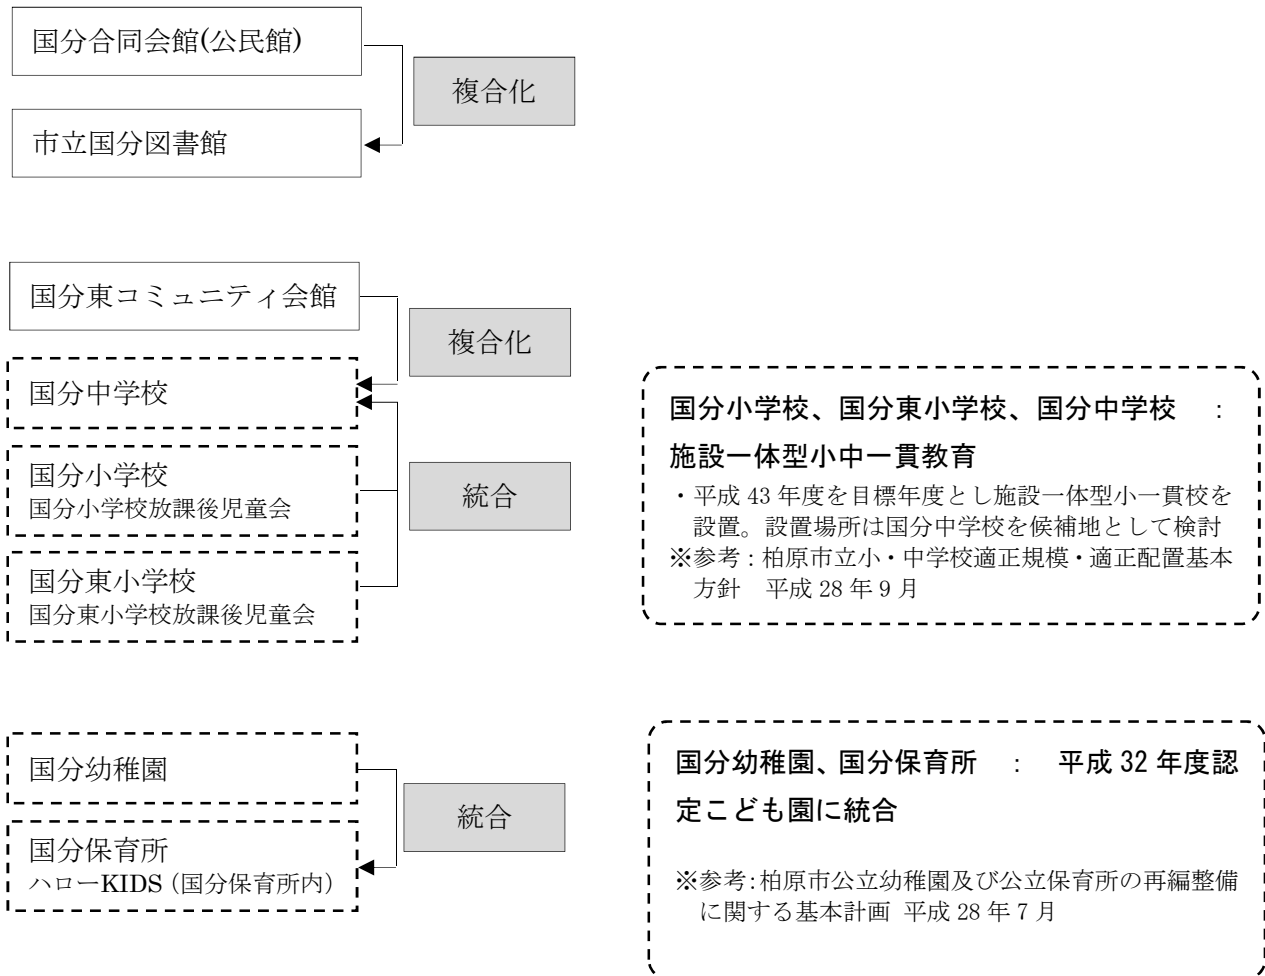 国分合同会館(公民館)
複合化
市立国分図書館
国分東コミュニティ会館
複合化
国分中学校
国分小学校
国分小学校放課後児童会
統合
国分東小学校
国分東小学校放課後児童会
国分小学校、国分東小学校、国分中学校 :
施設一体型小中一貫教育
・平成 43 年度を目標年度とし施設一体型小一貫校を
設置。設置場所は国分中学校を候補地として検討
※参考:柏原市立小・中学校適正規模・適正配置基本
方針 平成 28 年 9 月
国分幼稚園
統合
国分保育所
ハローKIDS(国分保育所内)
国分幼稚園、国分保育所 : 平成 32 年度認
定こども園に統合
※参考:柏原市公立幼稚園及び公立保育所の再編整備
に関する基本計画 平成 28 年 7 月